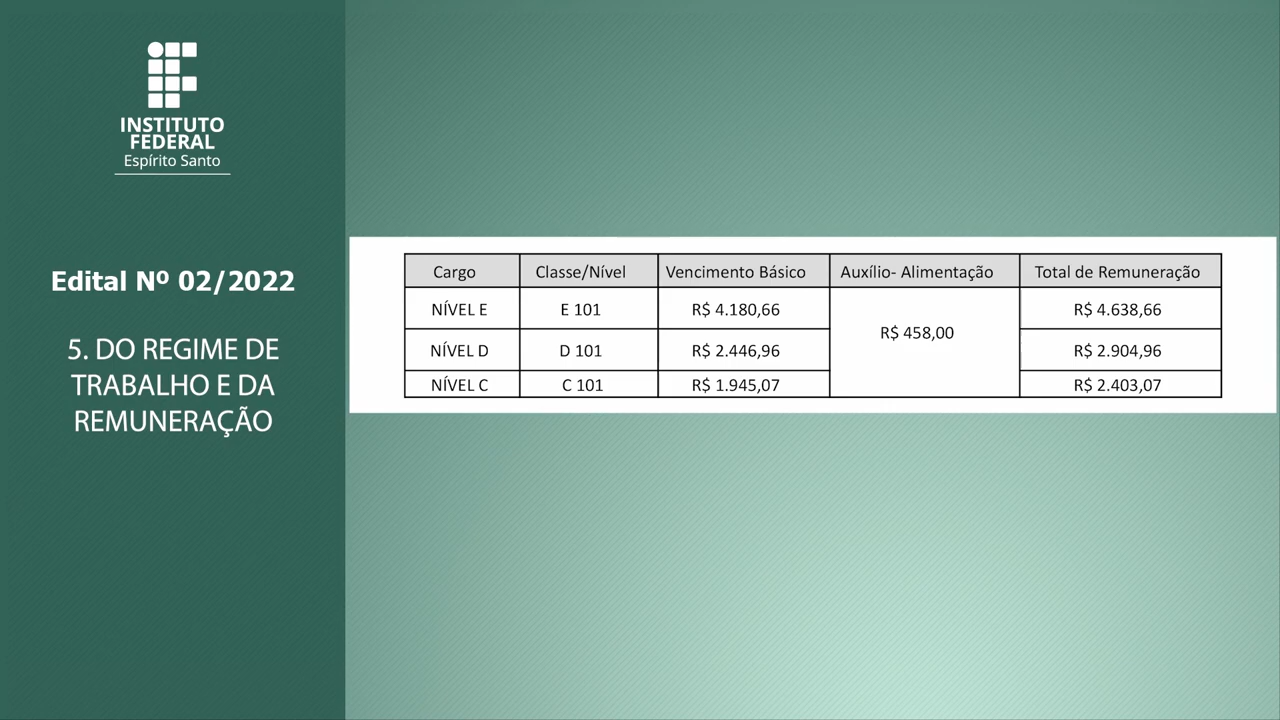 INSTITUTO
FEDERAL
Espírito Santo
Edital Nº 02/2022
5. DO REGIME DE
TRABALHO E DA
REMUNERAÇÃO
Cargo Classe/Nível Vencimento Básico Auxílio- Alimentação Total de Remuneração
NÍVEL E E 101 R$ 4.180,66 R$ 458,00 R$ 4.638,66
NÍVEL D D 101 R$ 2.446,96 R$ 2.904,96
NÍVEL C C 101 R$ 1.945,07 R$ 2.403,07